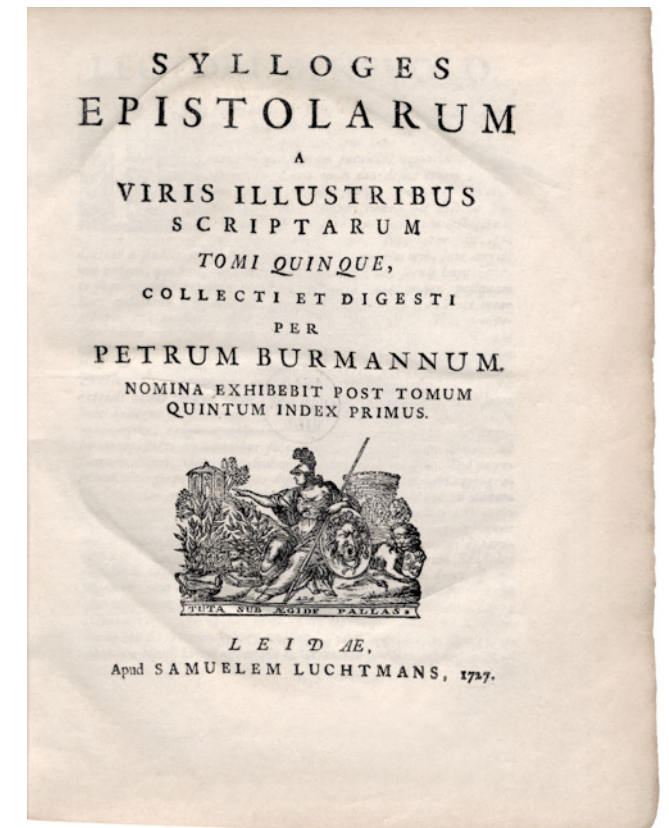 SYLLOGES
EPISTOLARUM
A
VIRIS ILLUSTRIBUS
SCRIPTARUM
TOMI QUINQUE,
COLLECTI ET DIGESTI
PER
PETRUM BURMANNUM.
NOMINA EXHIBEBIT POST TOMUM
QUINTUM INDEX PRIMUS.
TUTA SUB ÆGIDE PALLAS.
LEIDÆ,
Apud SAMUELEM LUCHTMANS, 1727.